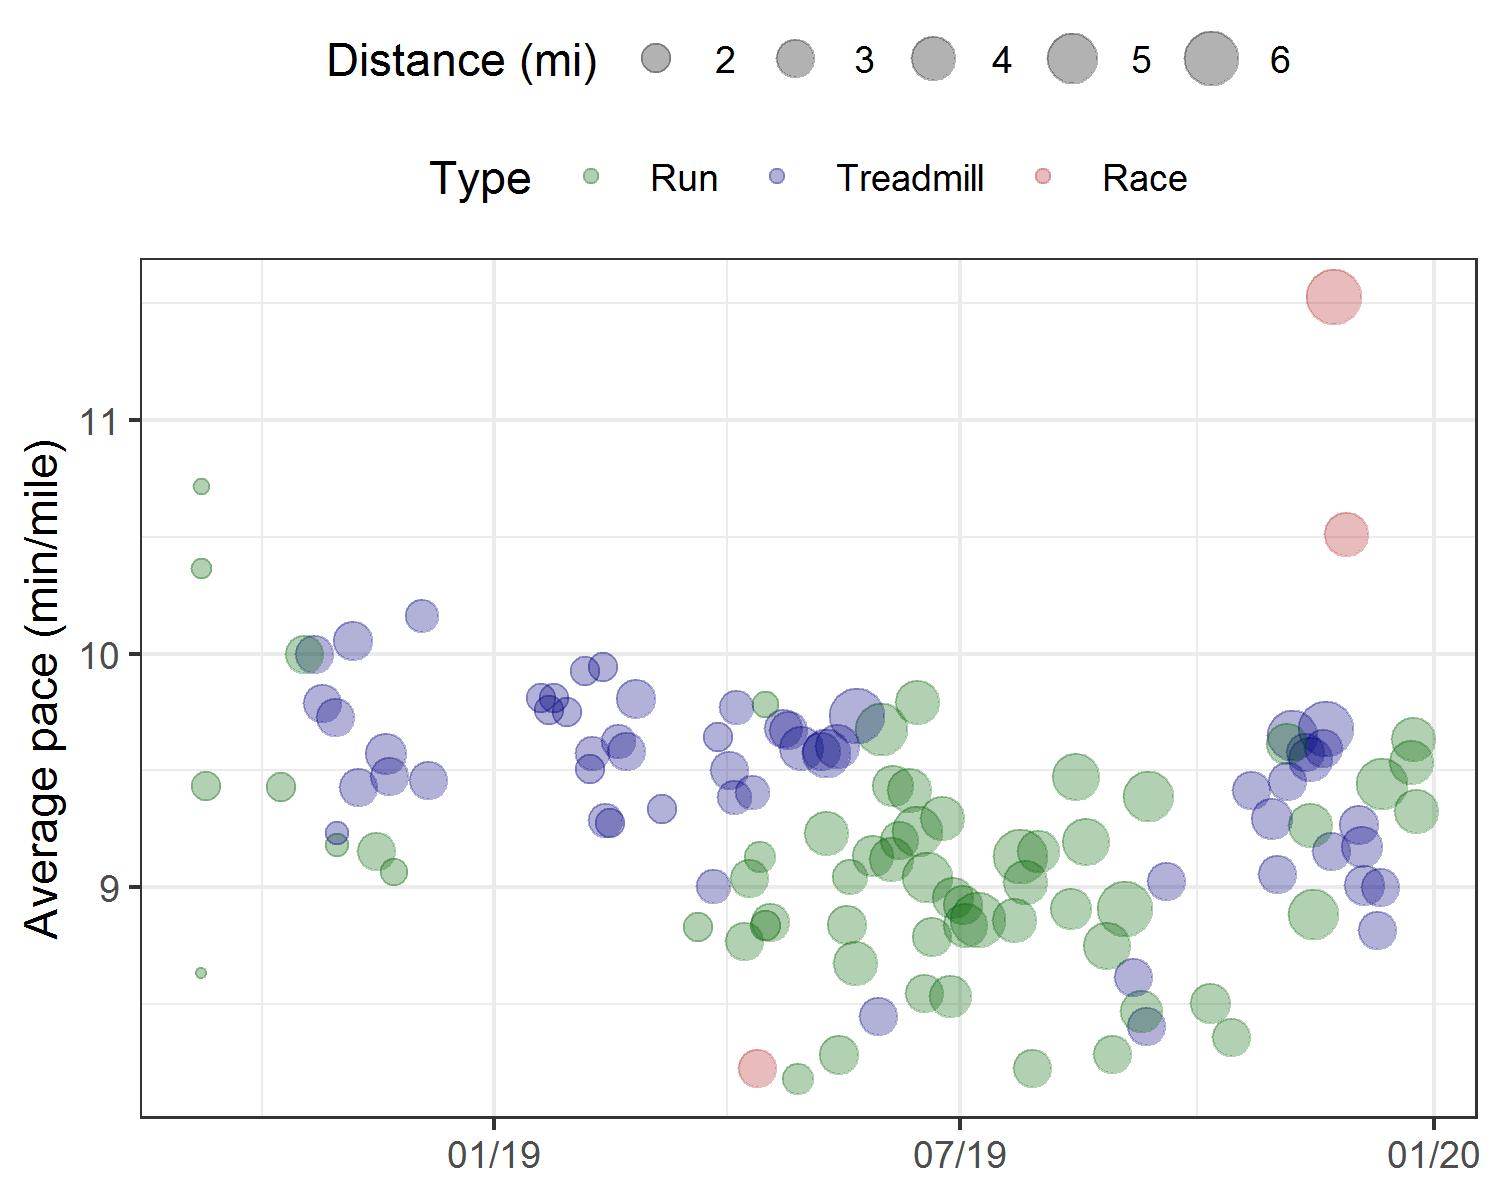 Distance (mi) 2 3 4 5 6
Type Run Treadmill Race
Average pace (min/mile)
11
10
9
01/19 07/19 01/20